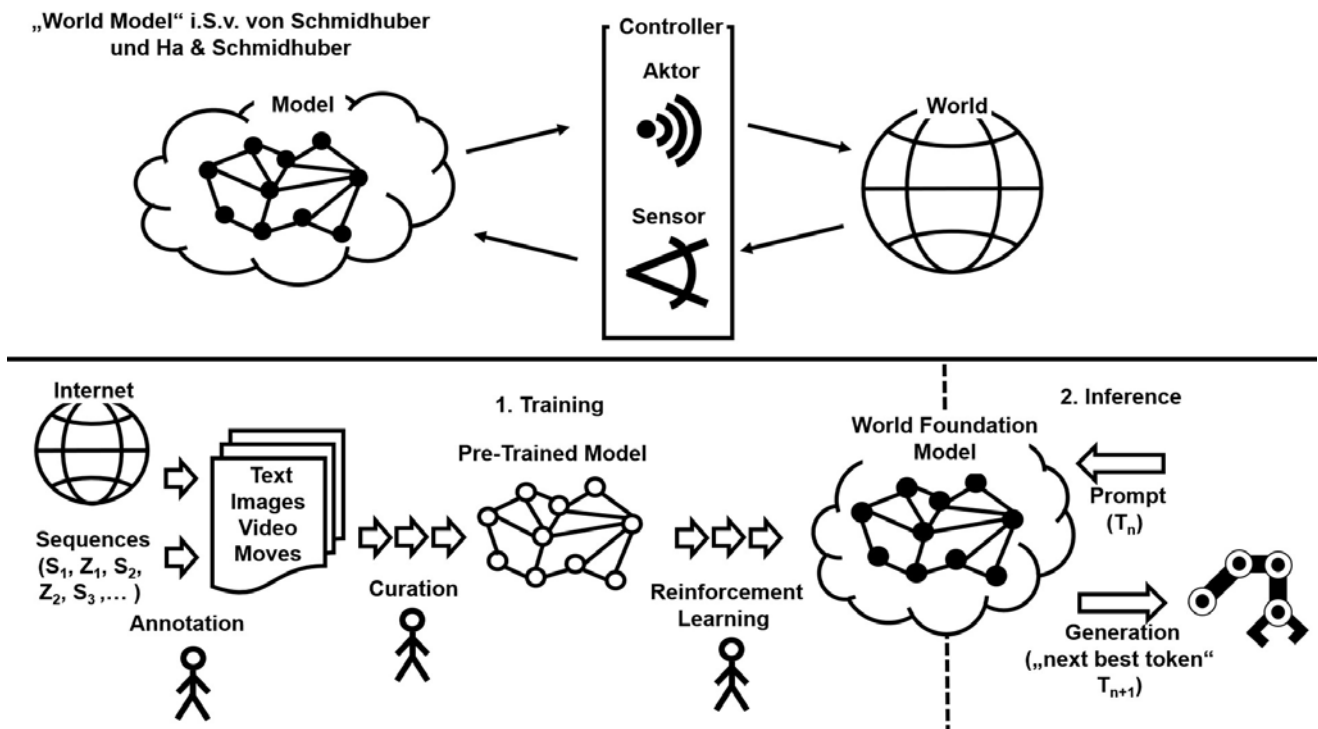 „World Model“ i.S.v. von Schmidhuber
und Ha & Schmidhuber
Model
Controller
Aktor
Sensor
World
Internet
Sequences
(S₁, Z₁, S₂,
Z₂, S₃ ,... )
Annotation
Text
Images
Video
Moves
1. Training
Curation
Pre-Trained Model
Reinforcement
Learning
World Foundation
Model
2. Inference
Prompt
(Tₙ)
Generation
(„next best token“
Tₙ₊₁)